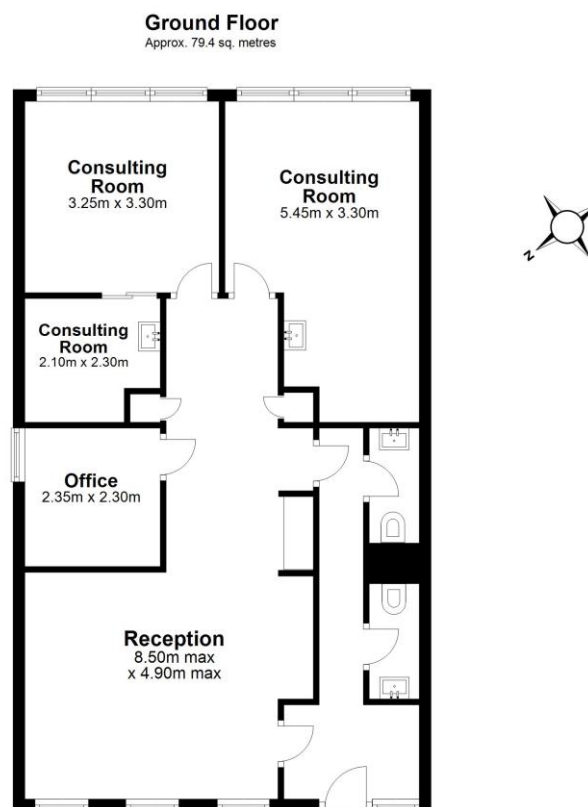 Ground Floor
Approx. 79.4 sq. metres
Consulting
Room
3.25m x 3.30m
Consulting
Room
5.45m x 3.30m
N
Consulting
Room
2.10m x 2.30m
Office
2.35m x 2.30m
Reception
8.50m max
x 4.90m max